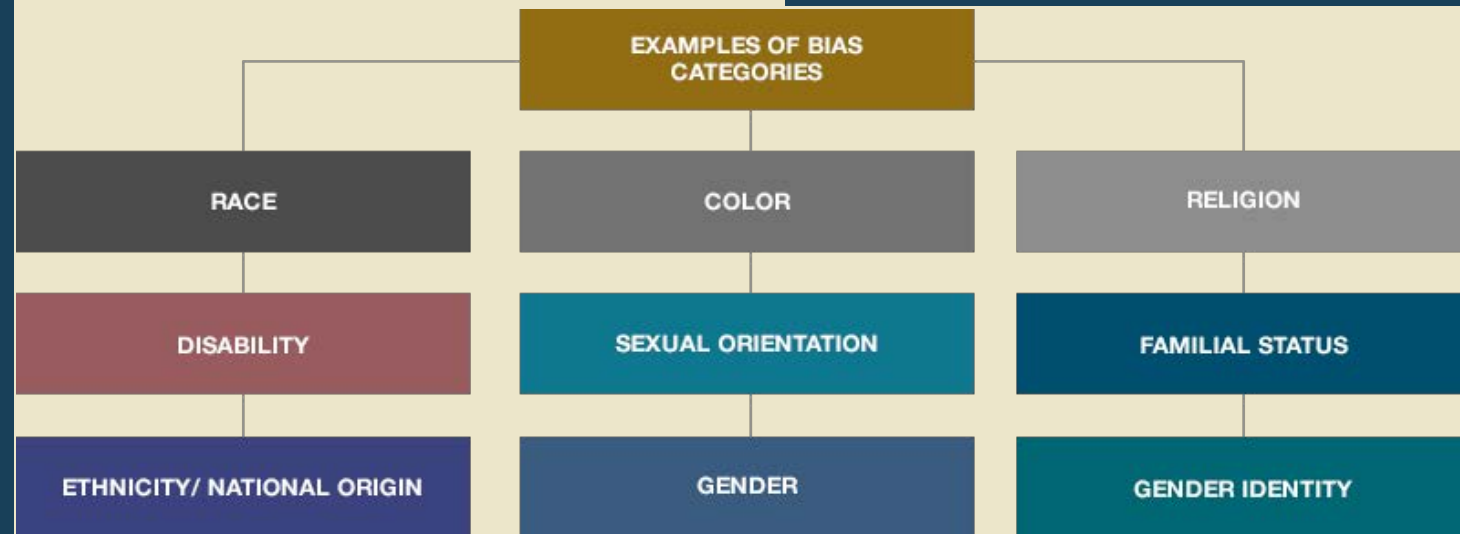 EXAMPLES OF BIAS
CATEGORIES
RACE
COLOR
RELIGION
DISABILITY
SEXUAL ORIENTATION
FAMILIAL STATUS
ETHNICITY/ NATIONAL ORIGIN
GENDER
GENDER IDENTITY